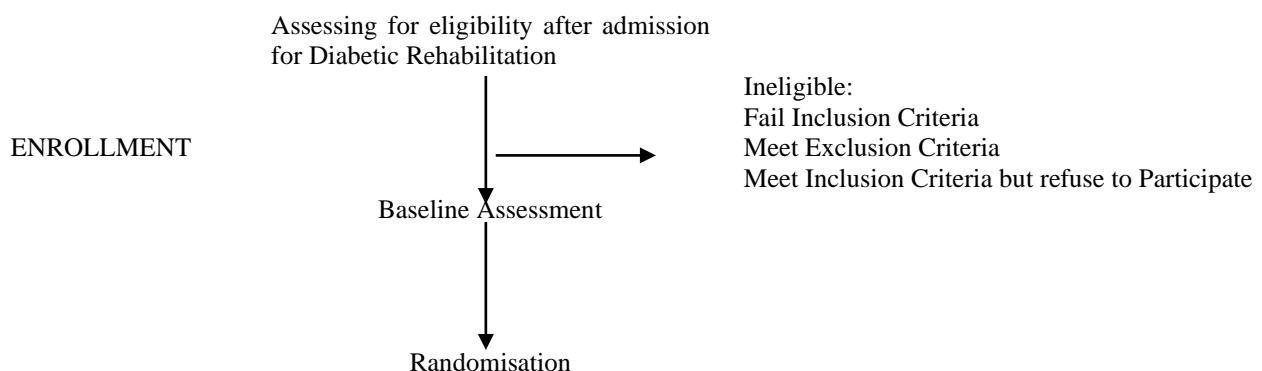 Assessing for eligibility after admission
for Diabetic Rehabilitation
Ineligible:
Fail Inclusion Criteria
ENROLLMENT
Meet Exclusion Criteria
Meet Inclusion Criteria but refuse to Participate
Baseline Assessment
Randomisation